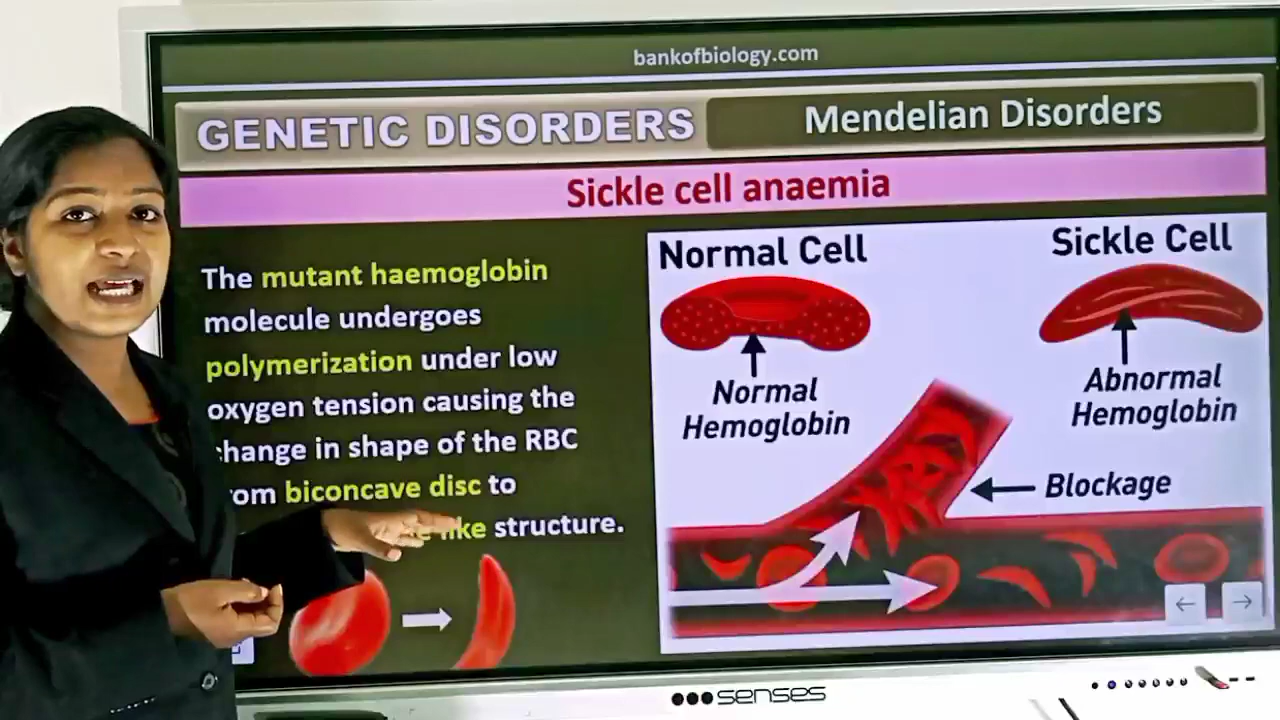 bankofbiology.com
GENETIC DISORDERS
Mendelian Disorders
Sickle cell anaemia
The mutant haemoglobin
molecule undergoes
polymerization under low
oxygen tension causing the
change in shape of the RBC
from biconcave disc to
like structure.
Normal Cell
Sickle Cell
Normal
Hemoglobin
Abnormal
Hemoglobin
Blockage
senses